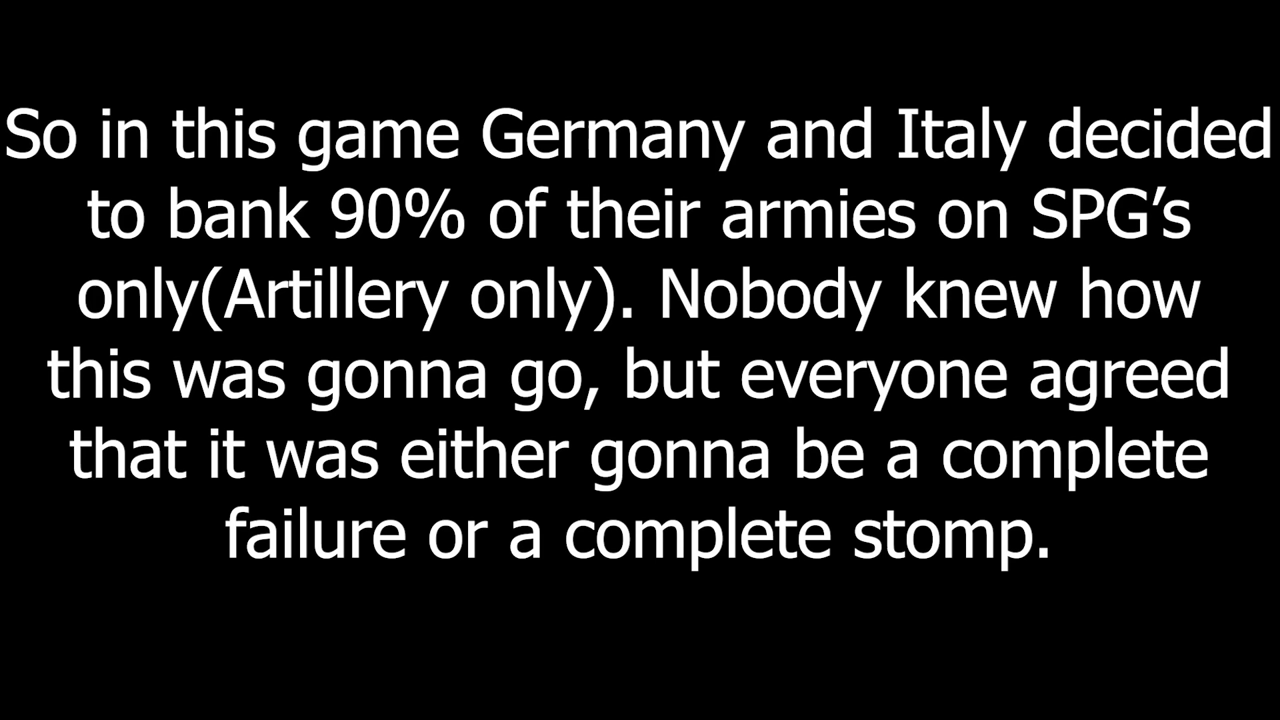 So in this game Germany and Italy decided
to bank 90% of their armies on SPG’s
only(Artillery only). Nobody knew how
this was gonna go, but everyone agreed
that it was either gonna be a complete
failure or a complete stomp.